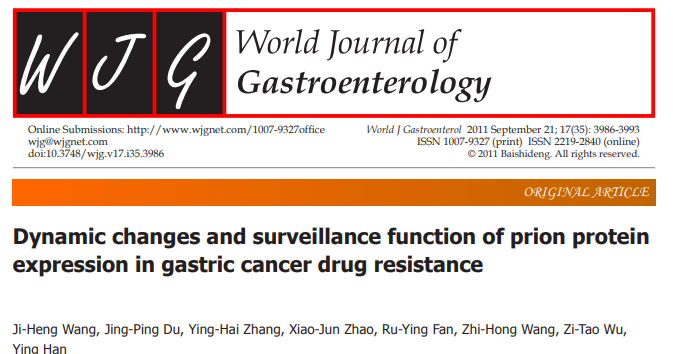 WJG
World Journal of
Gastroenterology
Online Submissions: http://www.wjgnet.com/1007-9327office
wjg@wjgnet.com
doi:10.3748/wjg.v17.i35.3986
World J Gastroenterol 2011 September 21; 17(35): 3986-3993
ISSN 1007-9327 (print) ISSN 2219-2840 (online)
© 2011 Baishideng. All rights reserved.
ORIGINAL ARTICLE
Dynamic changes and surveillance function of prion protein
expression in gastric cancer drug resistance
Ji-Heng Wang, Jing-Ping Du, Ying-Hai Zhang, Xiao-Jun Zhao, Ru-Ying Fan, Zhi-Hong Wang, Zi-Tao Wu,
Ying Han